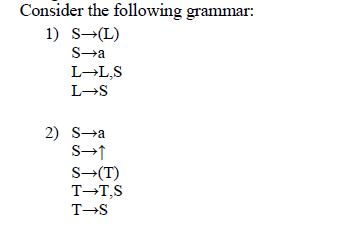 Consider the following grammar:
1) S→(L)
S→a
L→L,S
L→S
2) S→a
S→↑
S→(T)
T→T,S
T→S